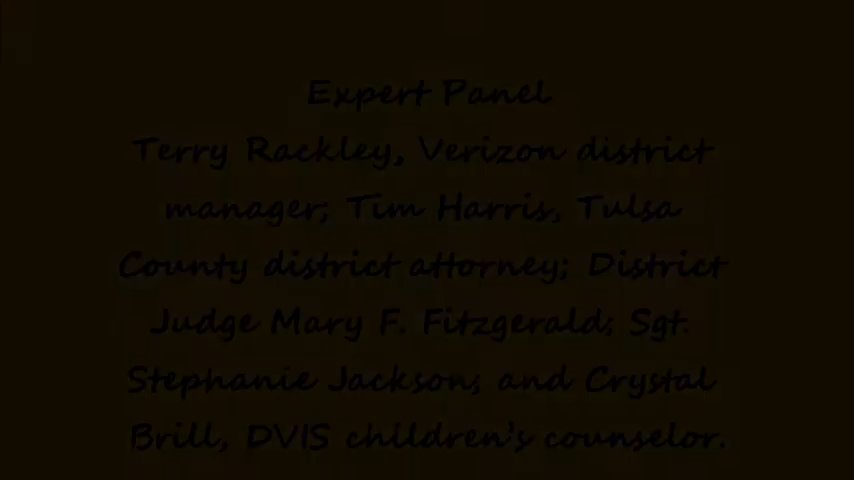 Expert Panel
Terry Rackley, Verizon district
manager; Tim Harris, Tulsa
County district attorney; District
Judge Mary F. Fitzgerald; Sgt.
Stephanie Jackson; and Crystal
Brill, DVIS children's counselor.